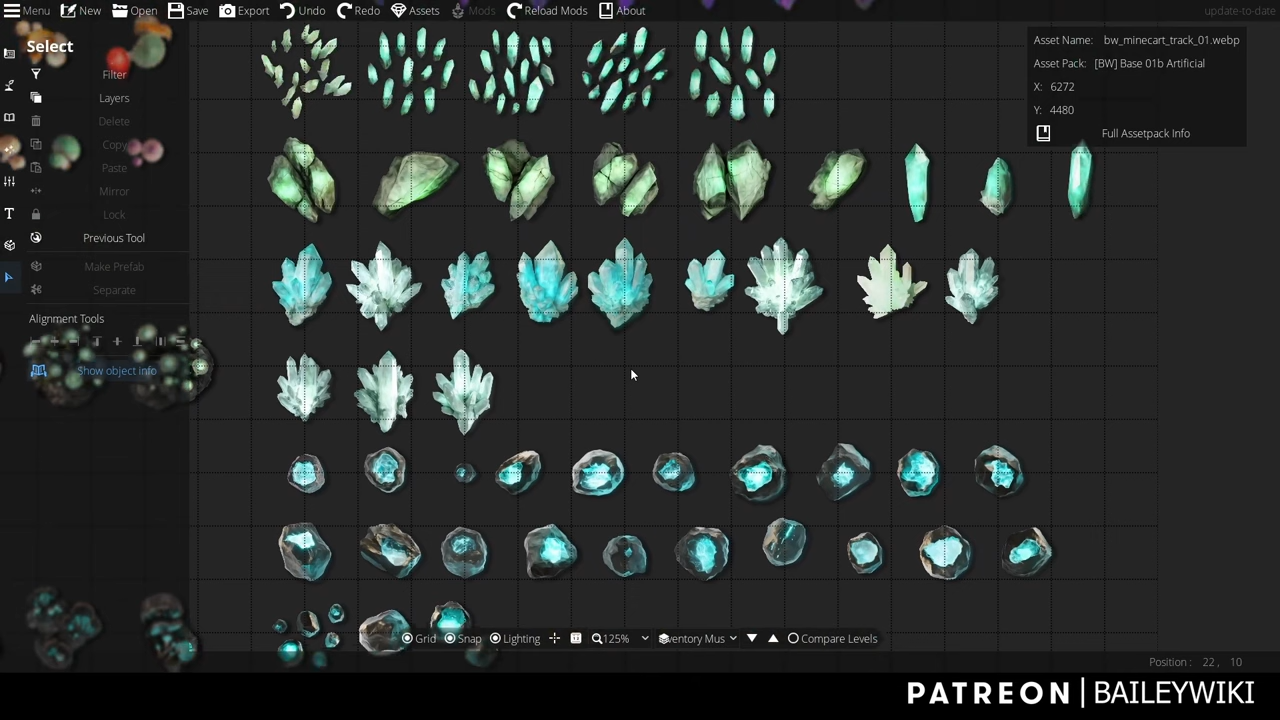 Menu New Open Save Export Undo Redo Assets Mods Reload Mods About update-to-date
Select
Filter
Layers
Delete
Copy
Paste
Mirror
Lock
Previous Tool
Make Prefab
Separate
Alignment Tools
Show object info
Asset Name: bw_minecart_track_01.webp
Asset Pack: [BW] Base 01b Artificial
X: 6272
Y: 4480
Full Assetpack Info
Grid Snap Lighting 125% Inventory Mus Compare Levels
Position : 22 , 10
PATREON | BAILEYWIKI